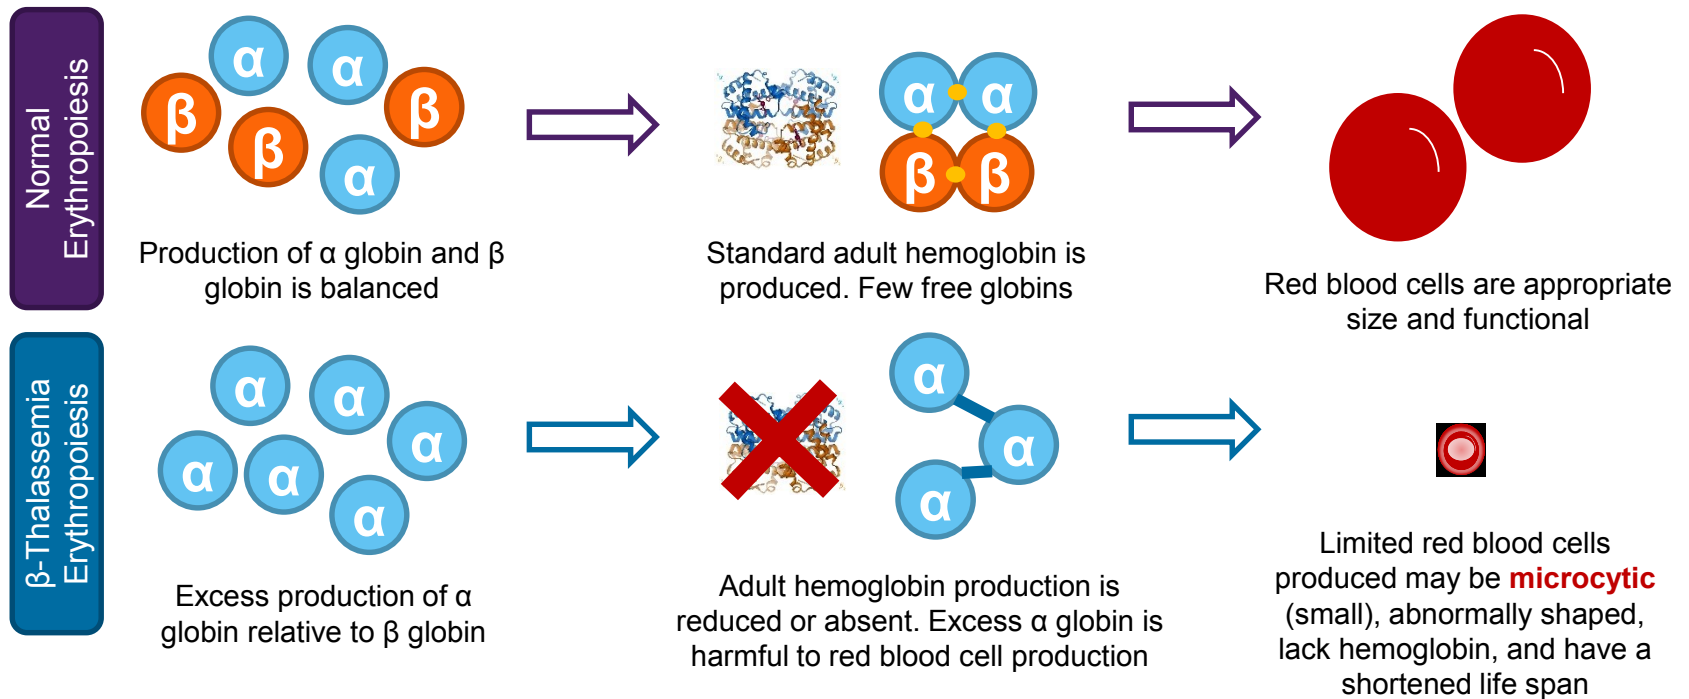 Normal
Erythropoiesis
α
α
β
β
β
α
Production of α globin and β
globin is balanced
α α
β β
Standard adult hemoglobin is
produced. Few free globins
Red blood cells are appropriate
size and functional
β-Thalassemia
Erythropoiesis
α
α
α
α
α
α
Excess production of α
globin relative to β globin
α
α
α
Adult hemoglobin production is
reduced or absent. Excess α globin is
harmful to red blood cell production
Limited red blood cells
produced may be microcytic
(small), abnormally shaped,
lack hemoglobin, and have a
shortened life span